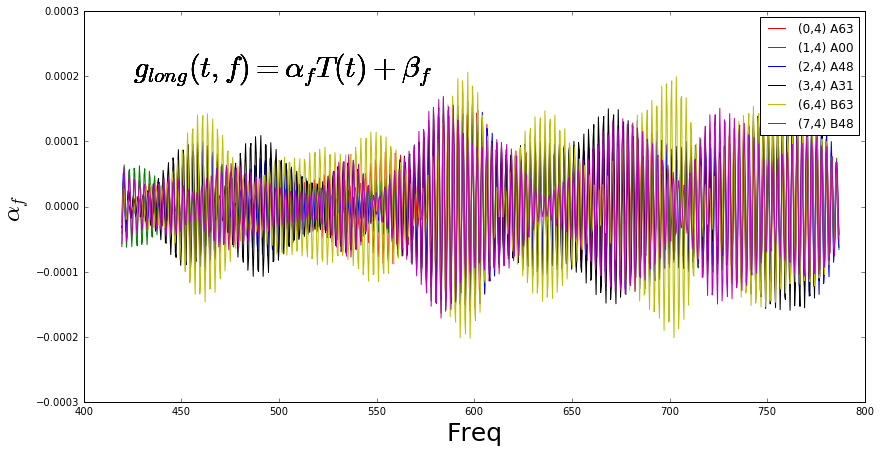 g_{long}(t, f) = α_f T(t) + β_f
(0,4) A63
(1,4) A00
(2,4) A48
(3,4) A31
(6,4) B63
(7,4) B48
0.0003
0.0002
0.0001
0.0000
−0.0001
−0.0002
−0.0003
α_f
400 450 500 550 600 650 700 750 800
Freq